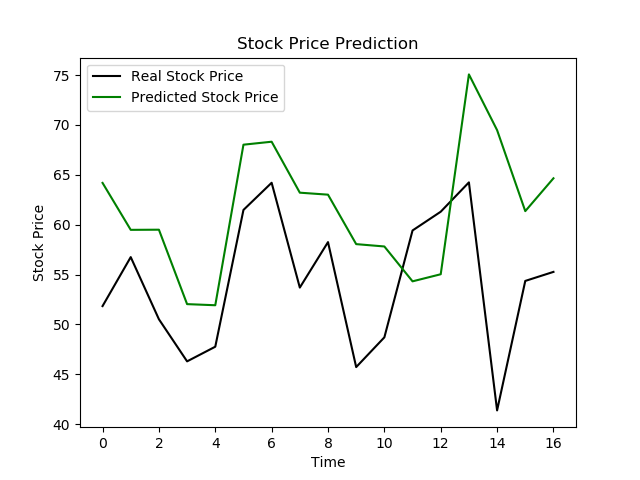 Stock Price Prediction
Real Stock Price
Predicted Stock Price
75
70
65
60
55
50
45
40
Stock Price
0 2 4 6 8 10 12 14 16
Time